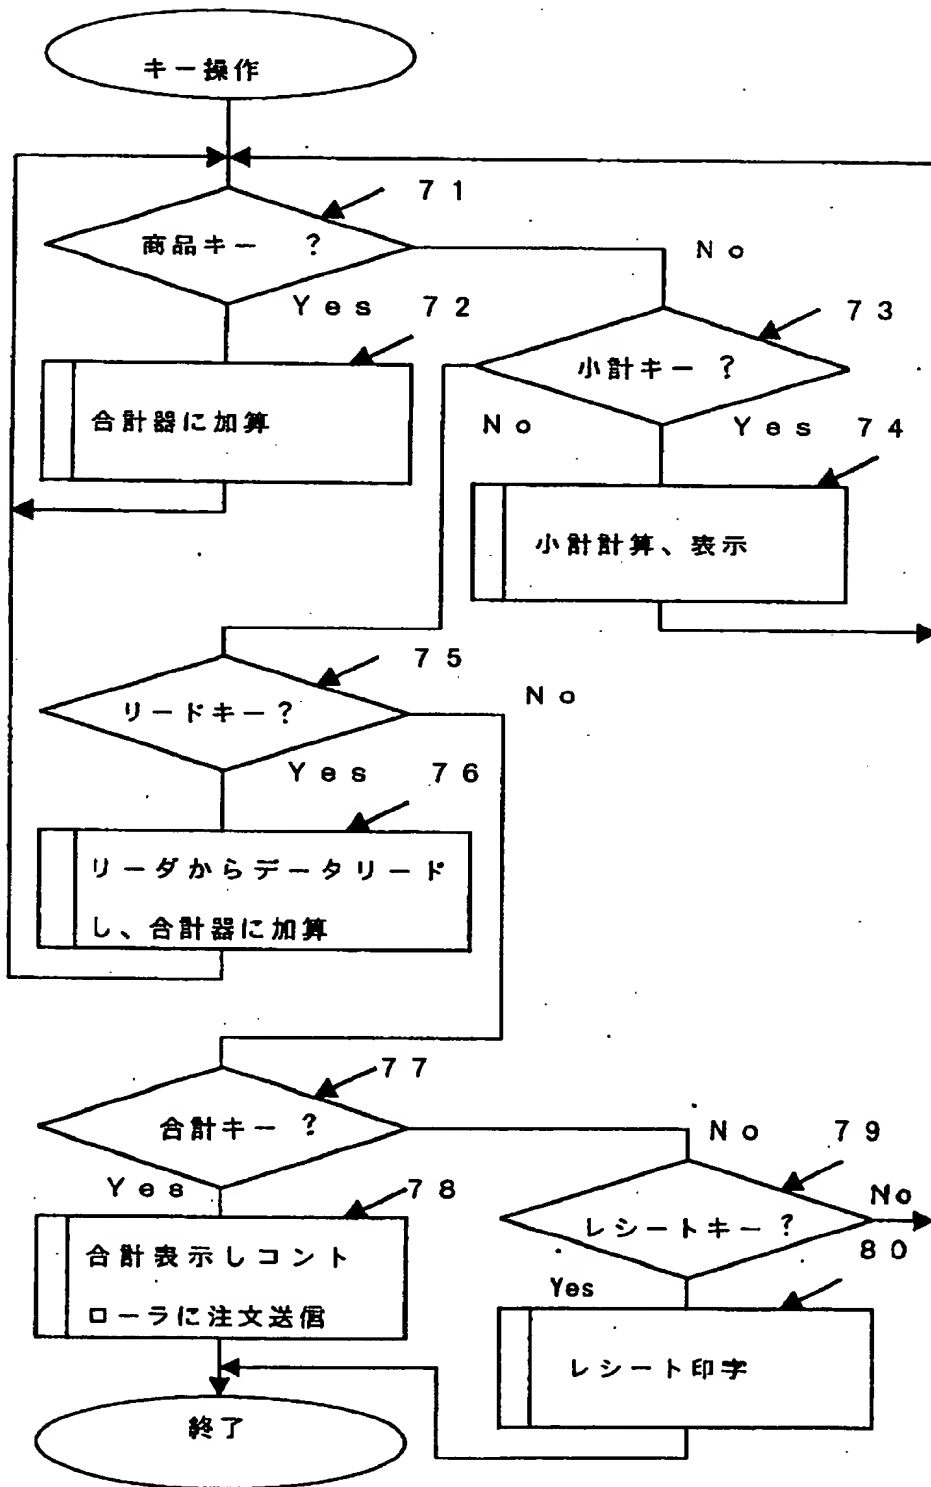 キー操作
71
商品キー ?
No
Yes
72
73
小計キー ?
合計器に加算
No
Yes
74
小計計算、表示
75
リードキー?
No
Yes
76
リーダからデータリード
し、合計器に加算
77
合計キー ?
No
79
Yes
78
レシートキー?
No
80
合計表示しコント
ローラに注文送信
Yes
レシート印字
終了